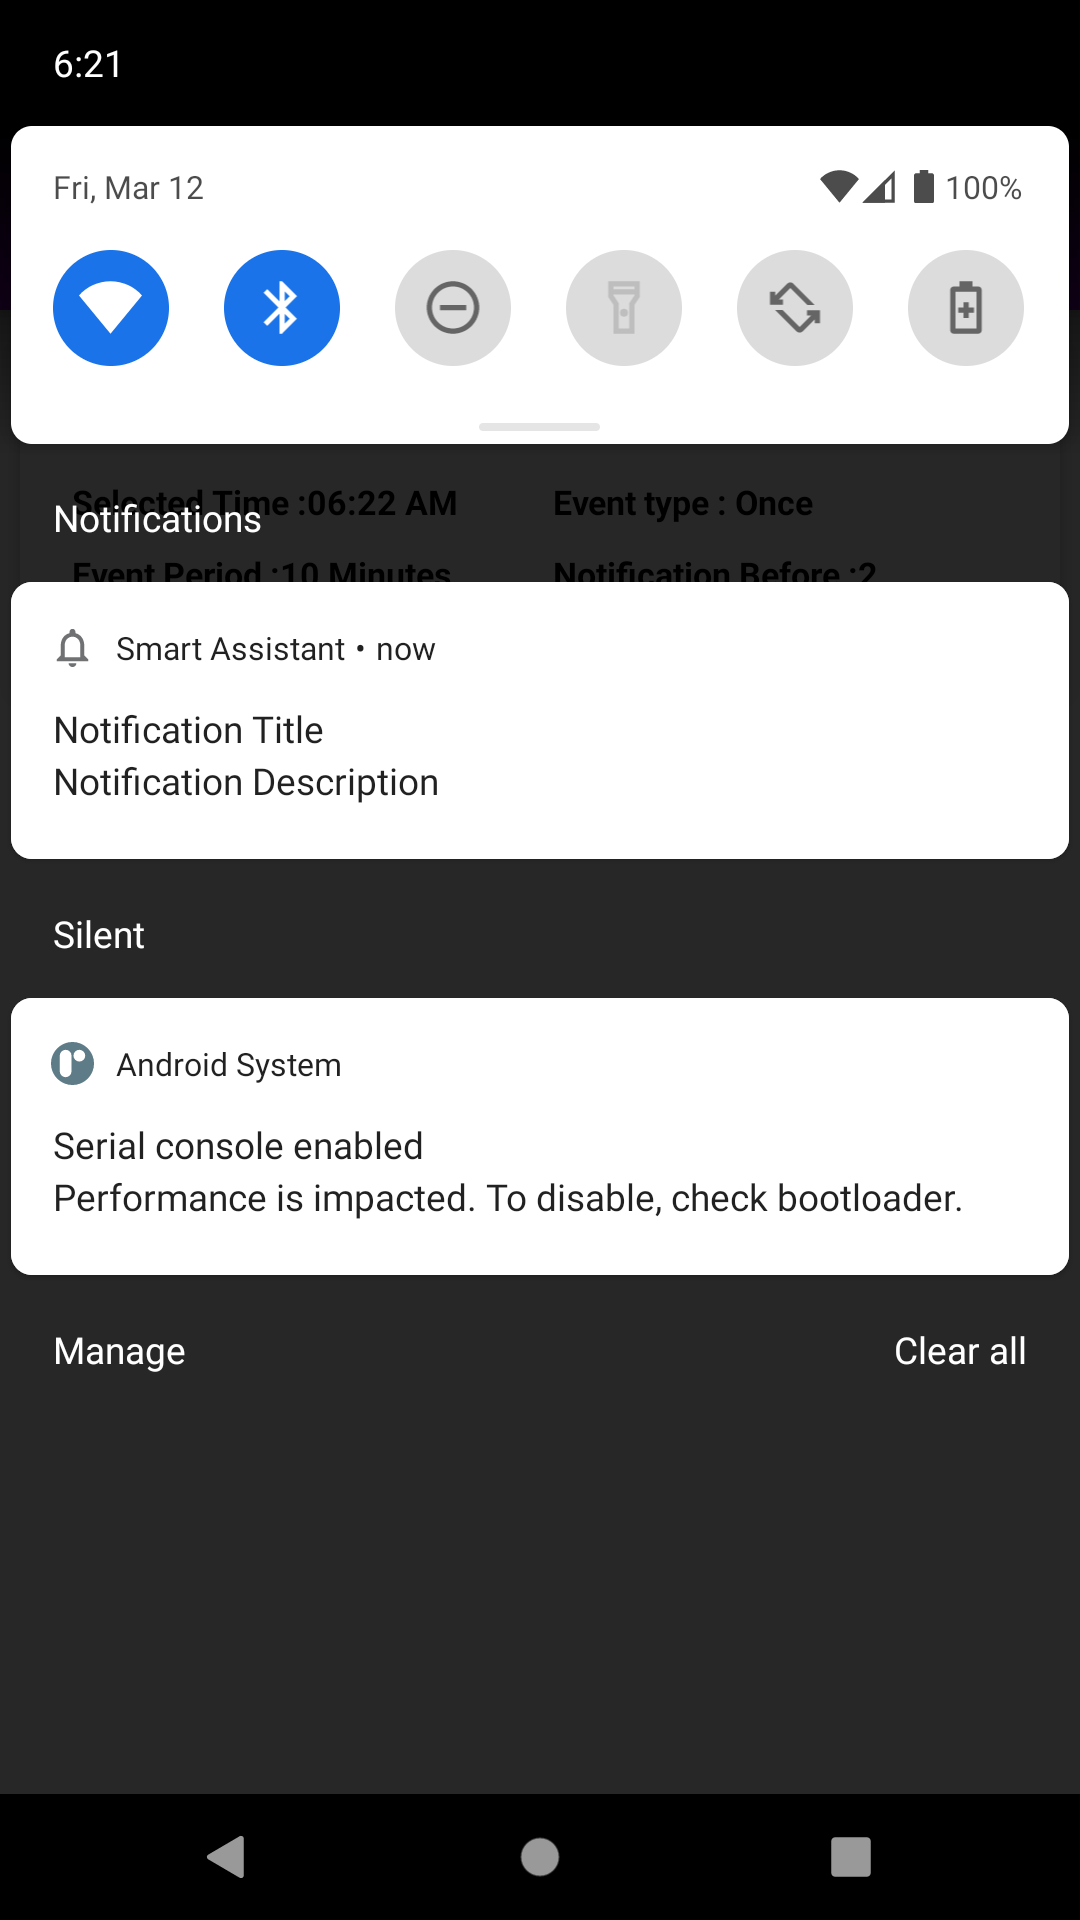 6:21
Fri, Mar 12
100%
Selected Time :06:22 AM
Event type : Once
Notifications
Event Period :10 Minutes
Notification Before :2
Smart Assistant • now
Notification Title
Notification Description
Silent
Android System
Serial console enabled
Performance is impacted. To disable, check bootloader.
Manage
Clear all